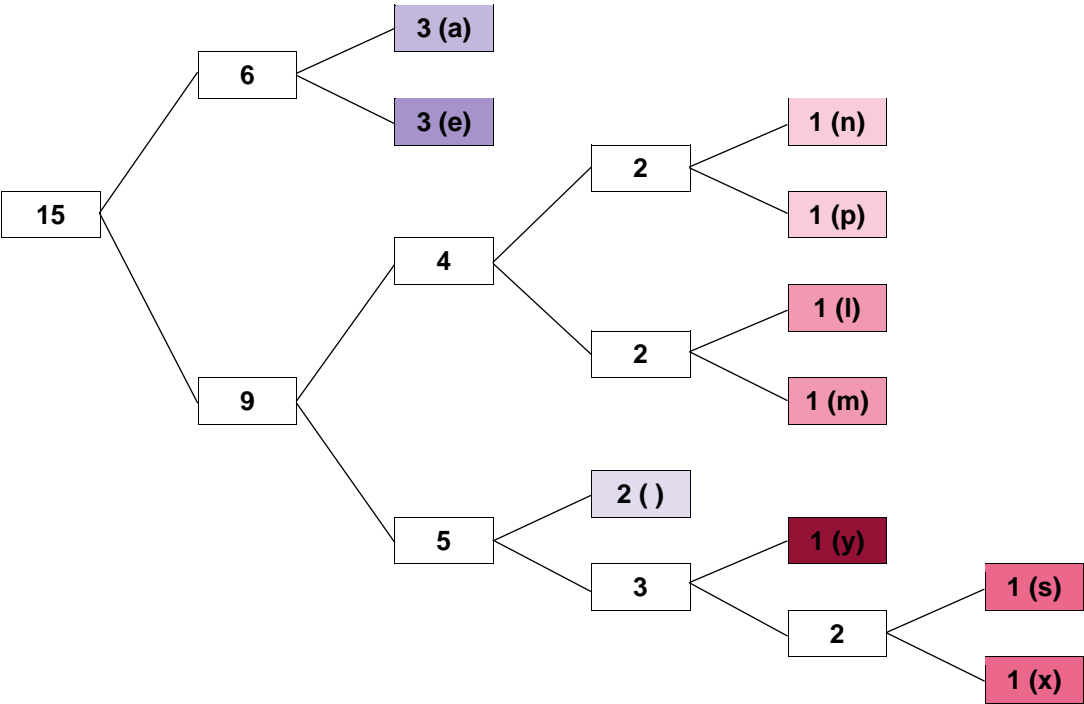 3 (a)
6
3 (e)
1 (n)
2
15
1 (p)
4
1 (l)
2
9
1 (m)
2 ( )
5
1 (y)
3
1 (s)
2
1 (x)